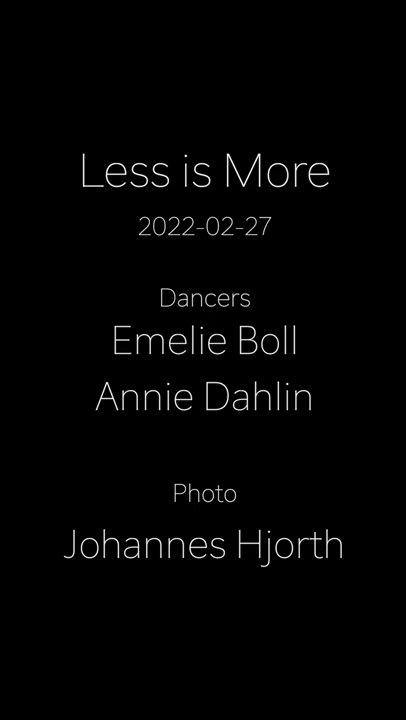 Less is More
2022-02-27
Dancers
Emelie Boll
Annie Dahlin
Photo
Johannes Hjorth